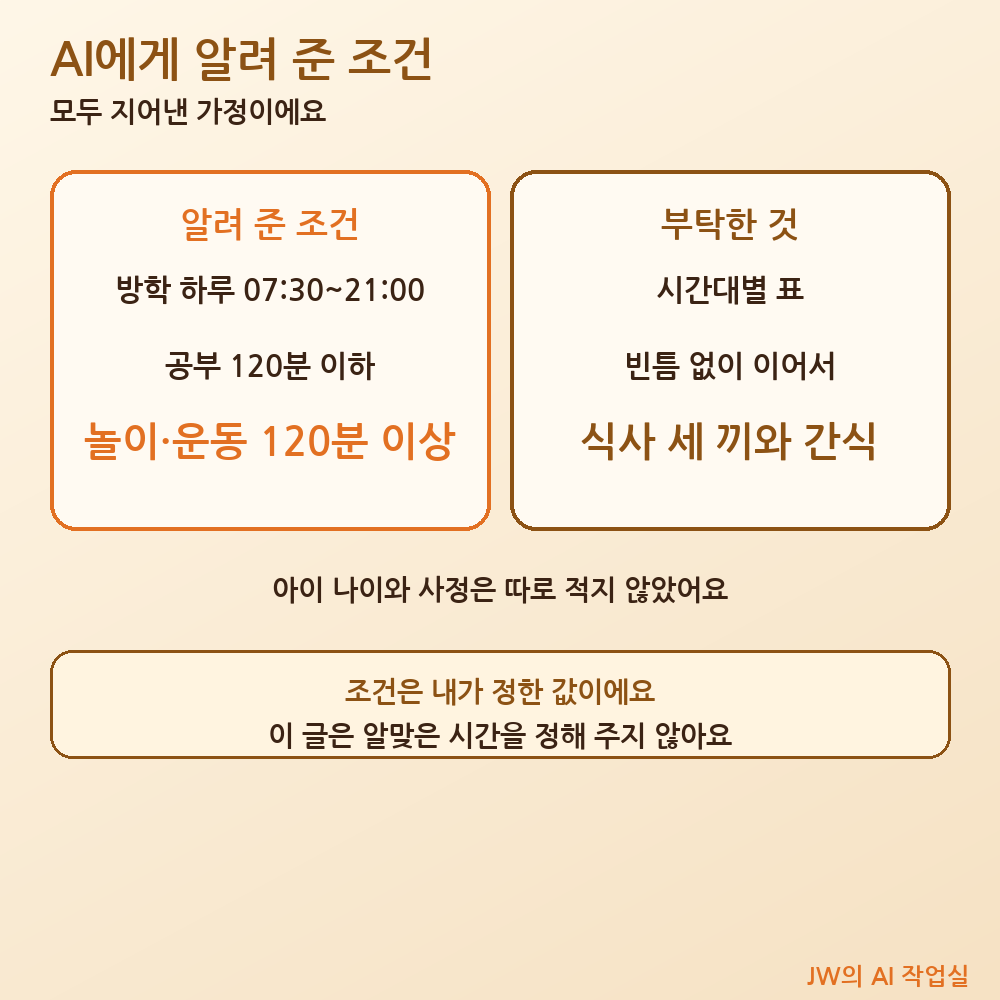 AI에게 알려 준 조건
모두 지어낸 가정이에요
알려 준 조건
방학 하루 07:30~21:00
공부 120분 이하
놀이·운동 120분 이상
부탁한 것
시간대별 표
빈틈 없이 이어서
식사 세 끼와 간식
아이 나이와 사정은 따로 적지 않았어요
조건은 내가 정한 값이에요
이 글은 알맞은 시간을 정해 주지 않아요
JW의 AI 작업실